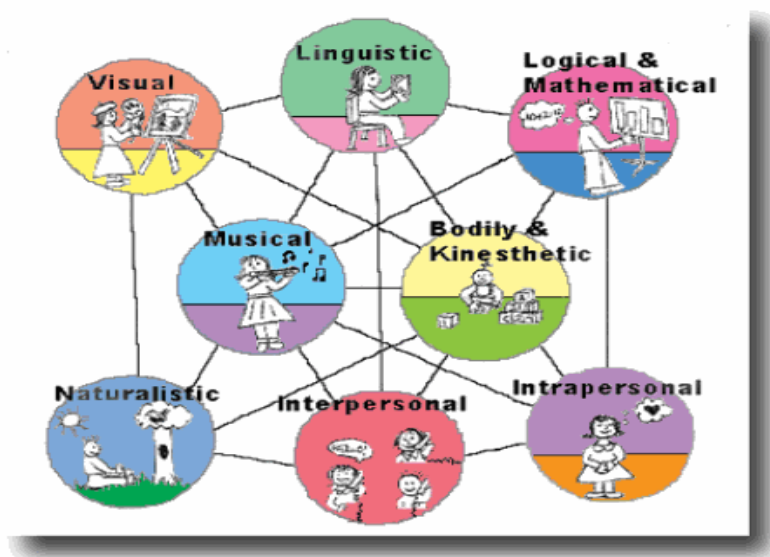 Linguistic
Visual
Logical &
Mathematical
Musical
Bodily &
Kinesthetic
Naturalistic
Interpersonal
Intrapersonal